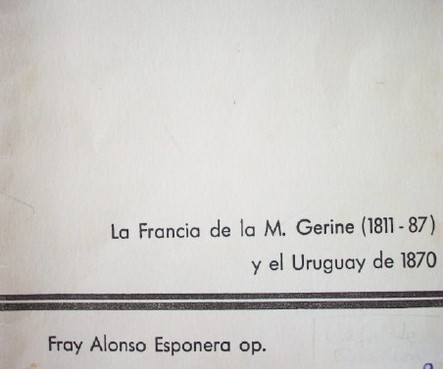 La Francia de la M. Gerine (1811 - 87)
y el Uruguay de 1870
Fray Alonso Esponera op.